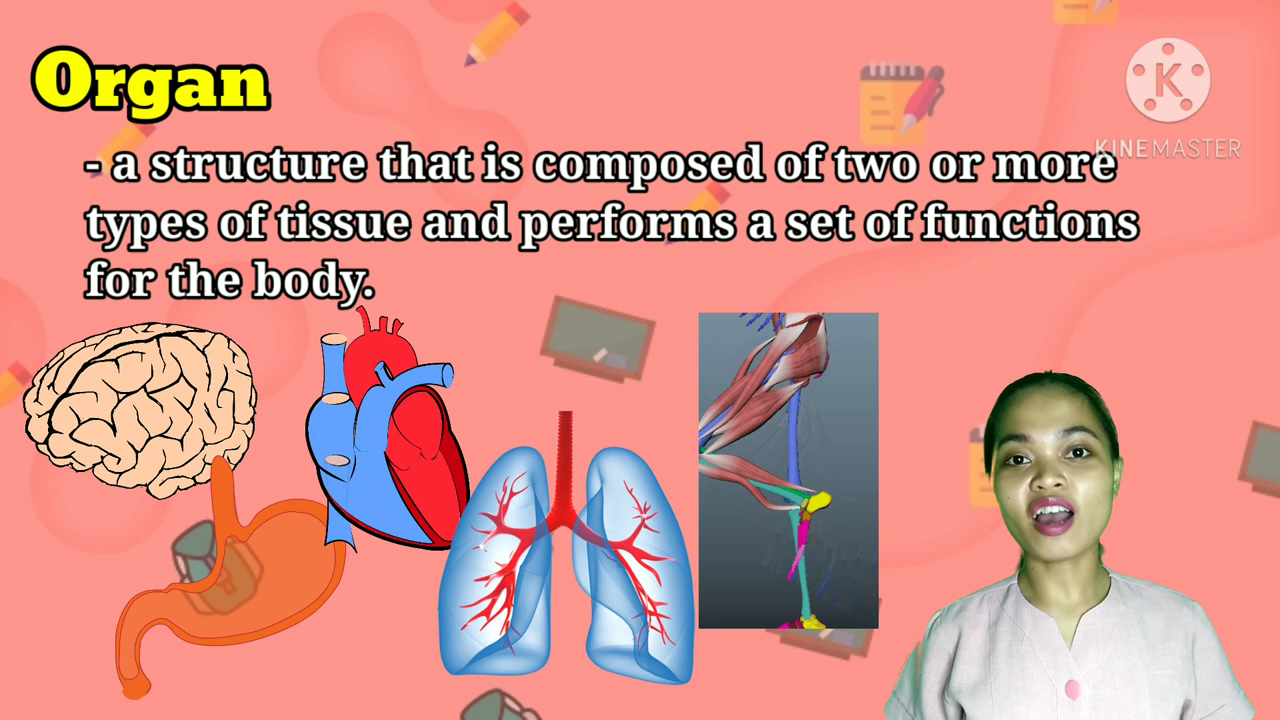 Organ
- a structure that is composed of two or more
types of tissue and performs a set of functions
for the body.
K
KINEMASTER